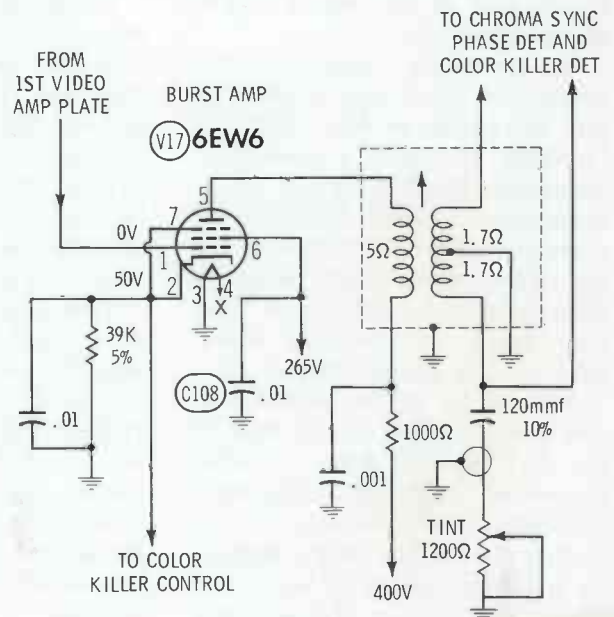 TO CHROMA SYNC
PHASE DET AND
COLOR KILLER DET
FROM
1ST VIDEO
AMP PLATE
BURST AMP
V17 6EW6
5
7
0V
6
1
50V
2
3
4
X
5Ω
1.7Ω
1.7Ω
39K
5%
265V
C108
.01
.01
1000Ω
120mmf
10%
.001
TINT
1200Ω
TO COLOR
KILLER CONTROL
400V